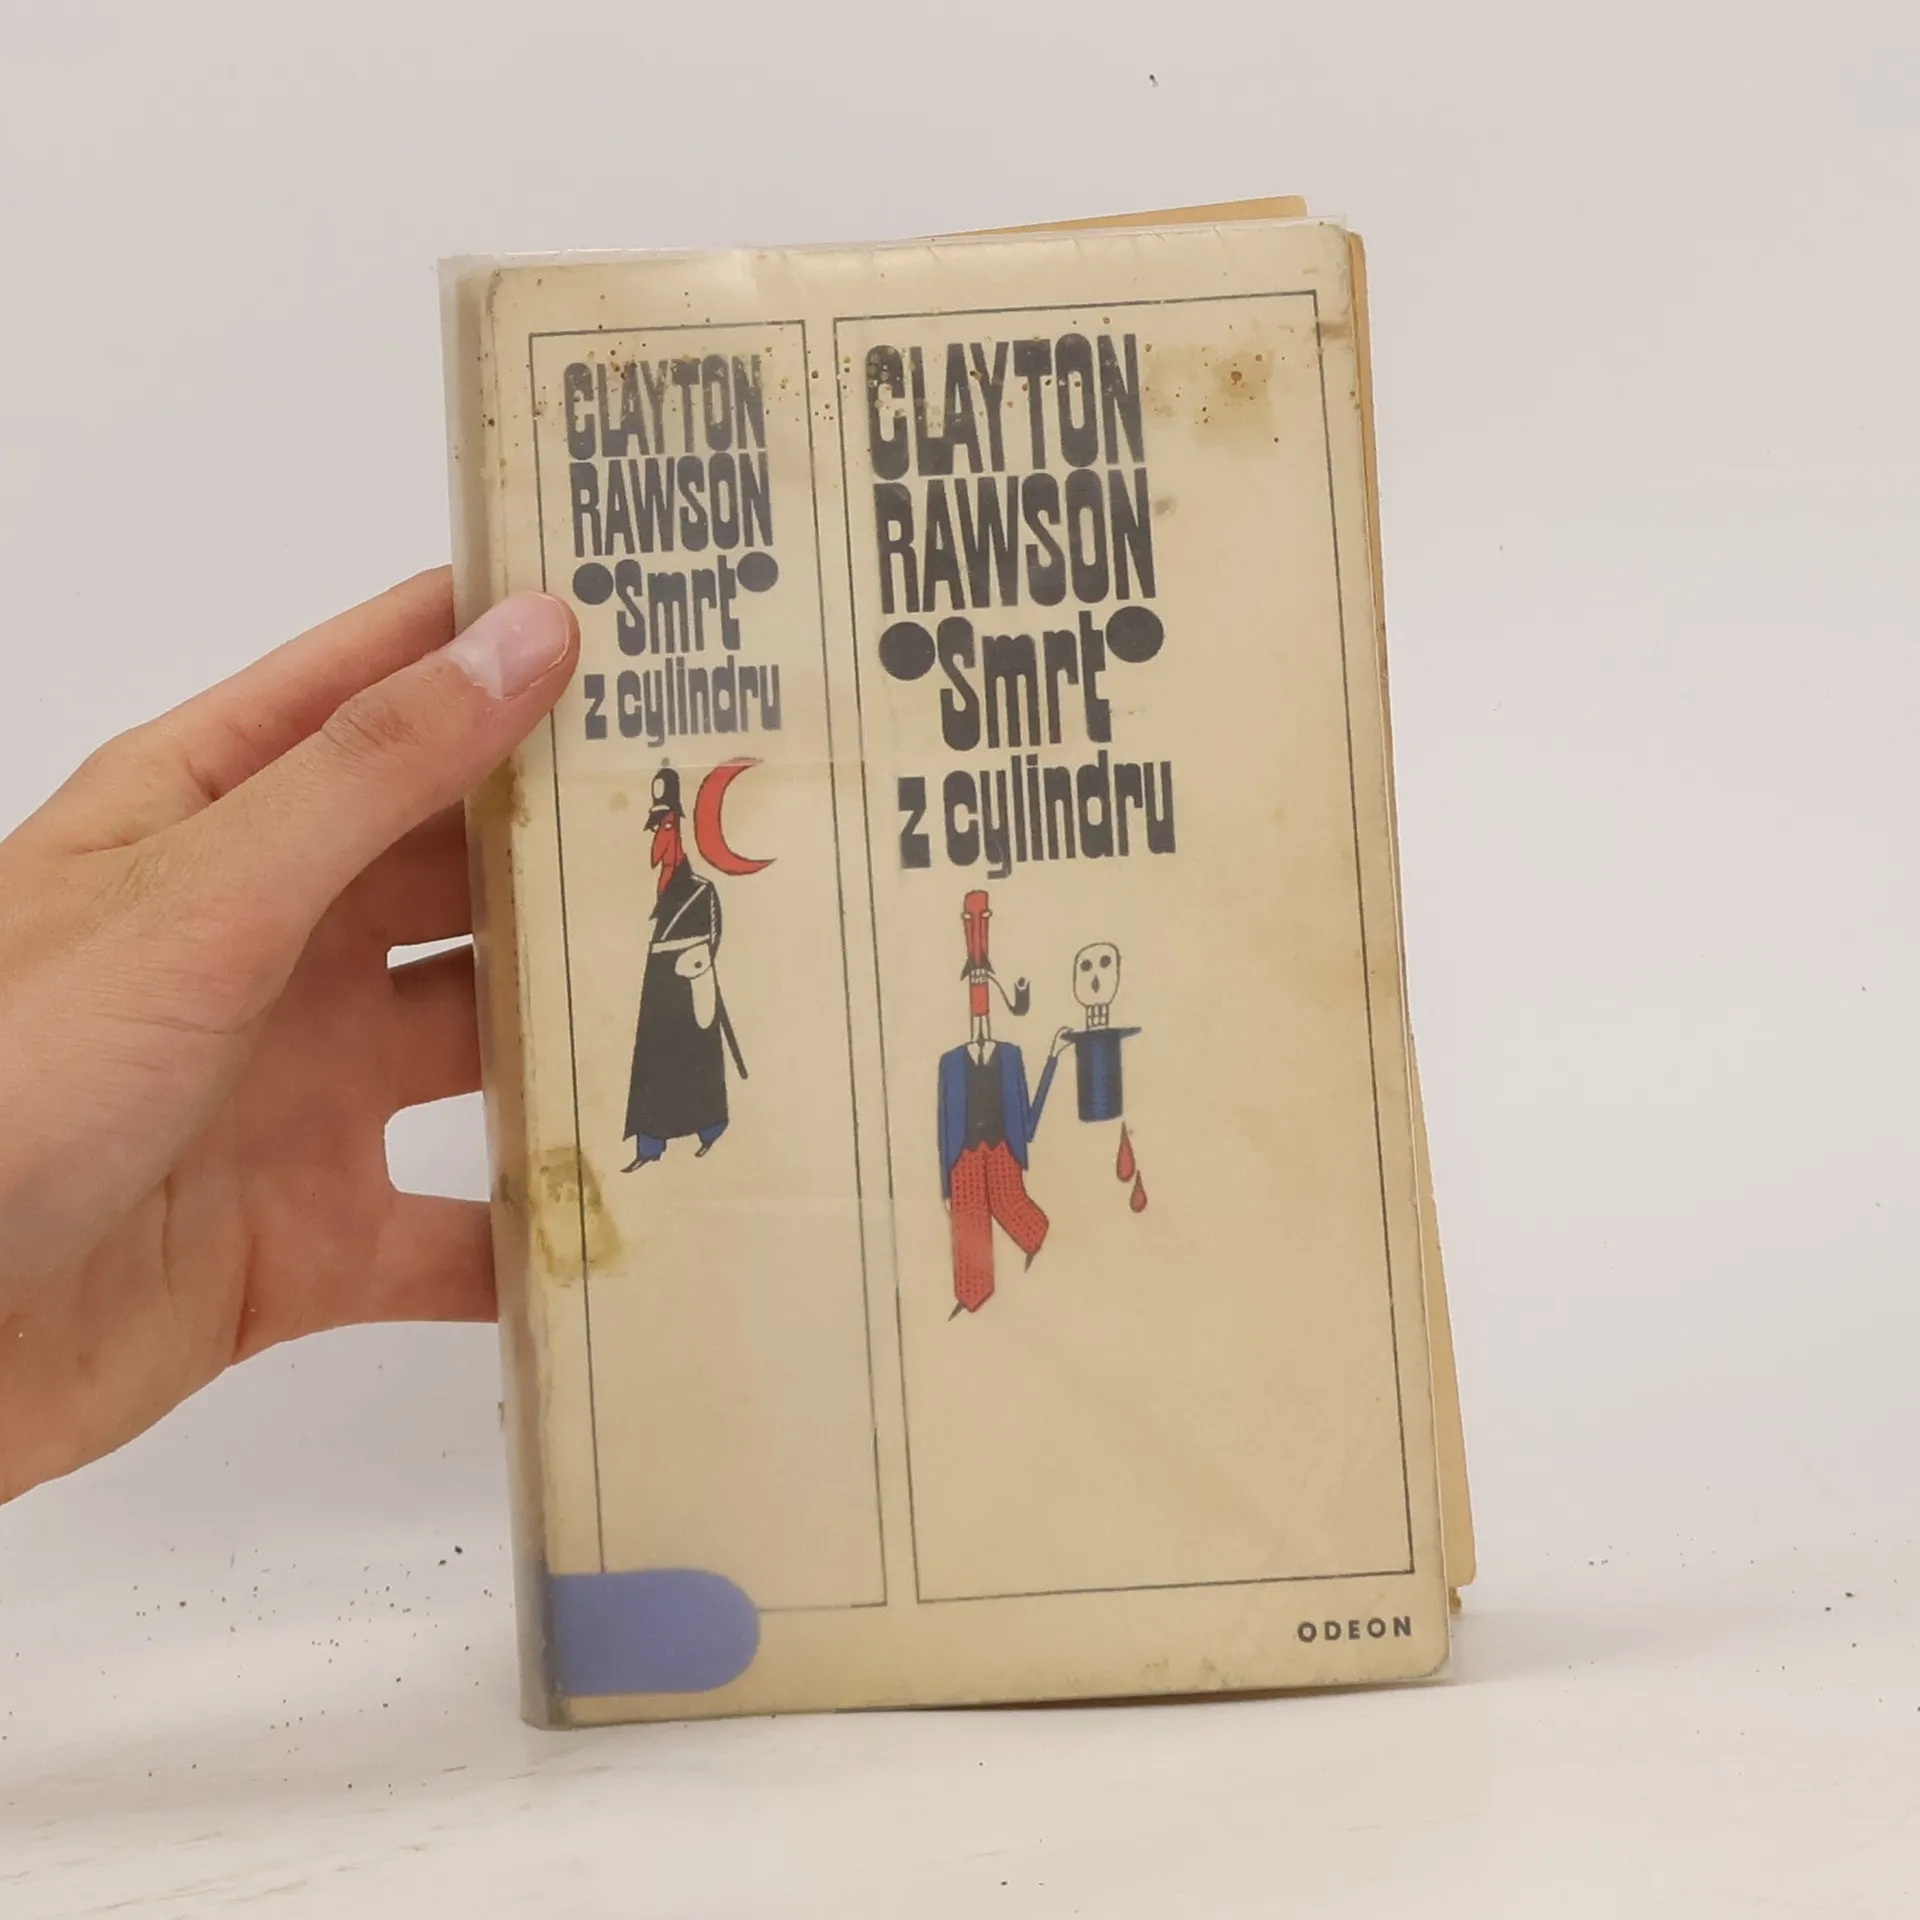 CLAYTON
RAWSON
Smrt
z cylindru
CLAYTON
RAWSON
Smrt
z cylindru
ODEON